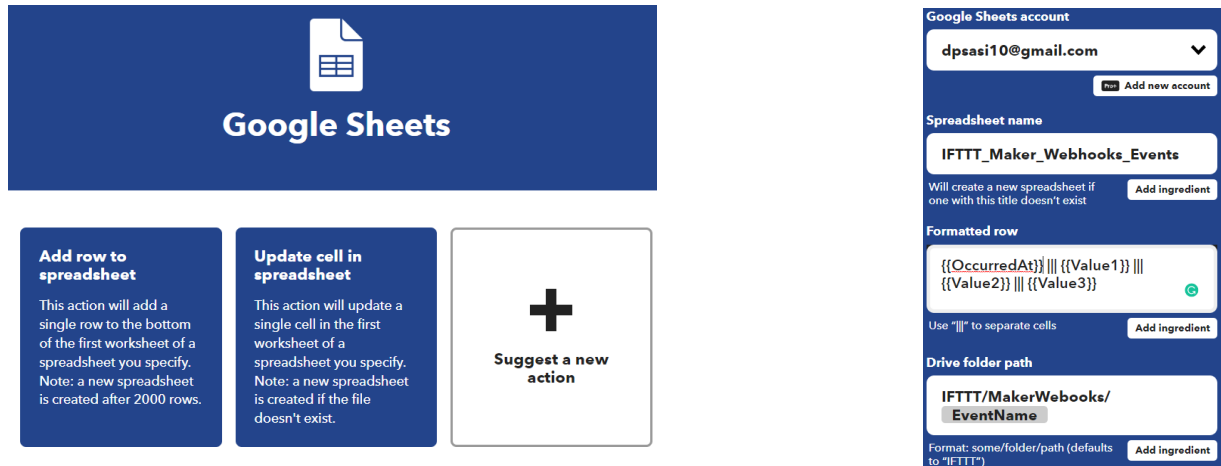 Google Sheets
Add row to
spreadsheet
This action will add a
single row to the bottom
of the first worksheet of a
spreadsheet you specify.
Note: a new spreadsheet
is created after 2000 rows.
Update cell in
spreadsheet
This action will update a
single cell in the first
worksheet of a
spreadsheet you specify.
Note: a new spreadsheet
is created if the file
doesn't exist.
Suggest a new
action
Google Sheets account
dpsasi10@gmail.com
Pro+ Add new account
Spreadsheet name
IFTTT_Maker_Webhooks_Events
Will create a new spreadsheet if
one with this title doesn't exist
Add ingredient
Formatted row
{{OccurredAt}} ||| {{Value1}} |||
{{Value2}} ||| {{Value3}}
Use "|||" to separate cells
Add ingredient
Drive folder path
IFTTT/MakerWebooks/
EventName
Format: some/folder/path (defaults
to "IFTTT")
Add ingredient